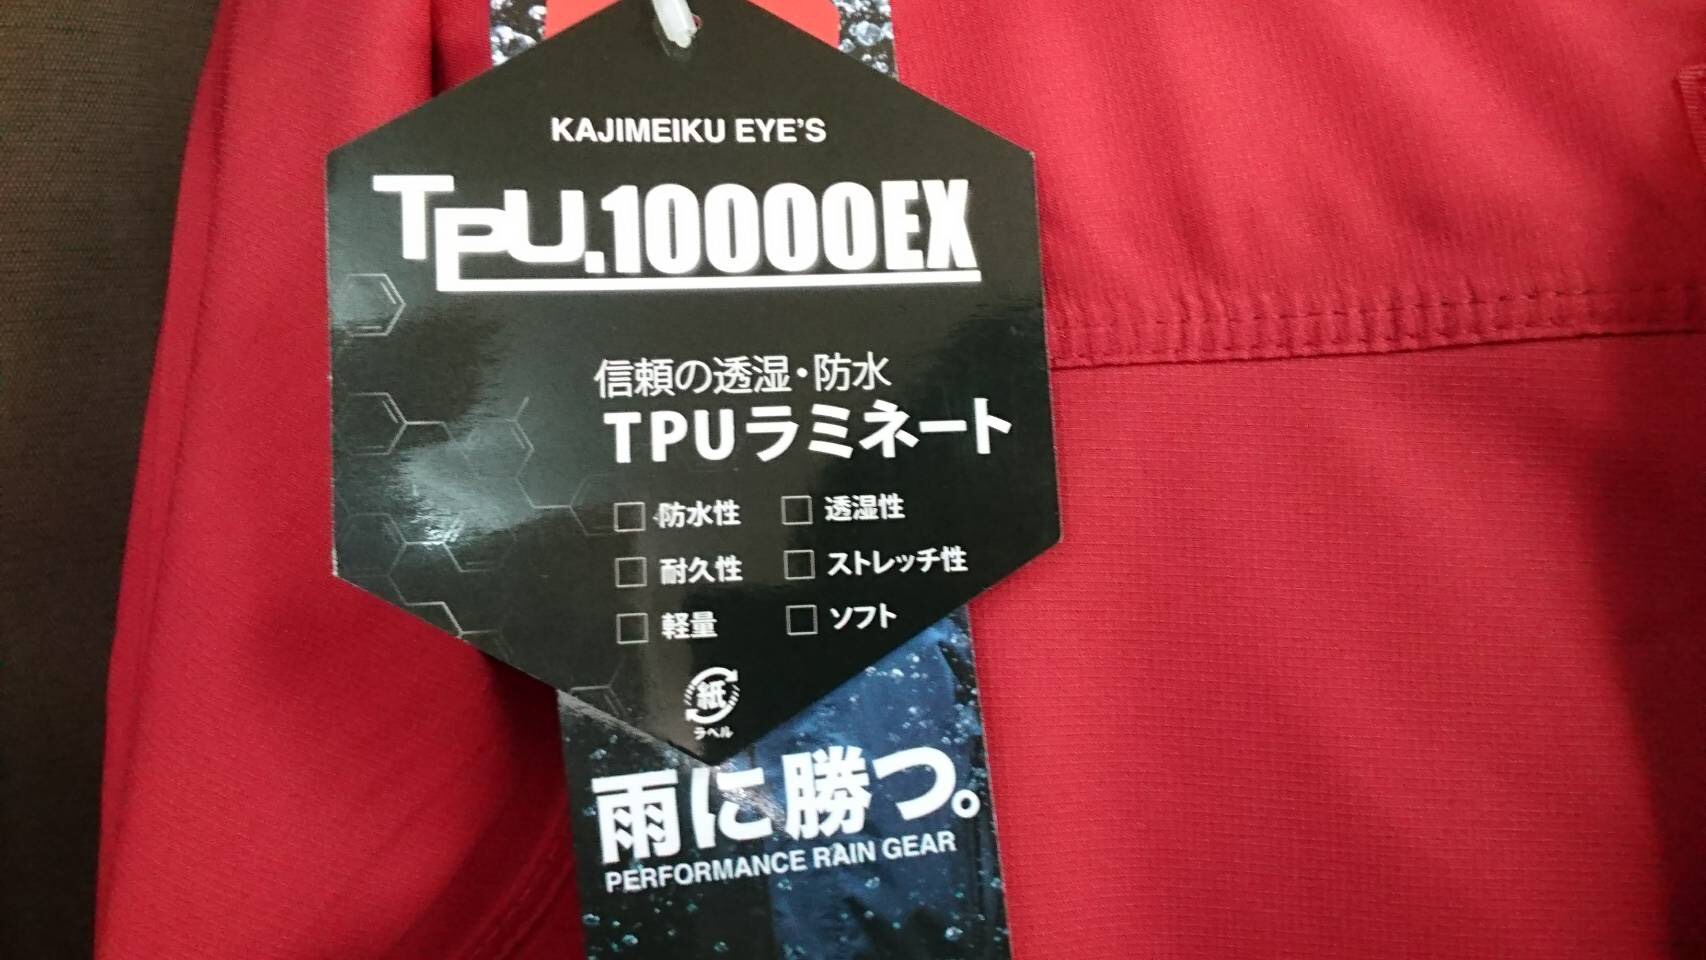 KAJIMEIKU EYE'S
TPU.10000EX
信頼の透湿・防水
TPUラミネート
□ 防水性 □ 透湿性
□ 耐久性 □ ストレッチ性
□ 軽量 □ ソフト
紙
ラベル
雨に勝つ。
PERFORMANCE RAIN GEAR